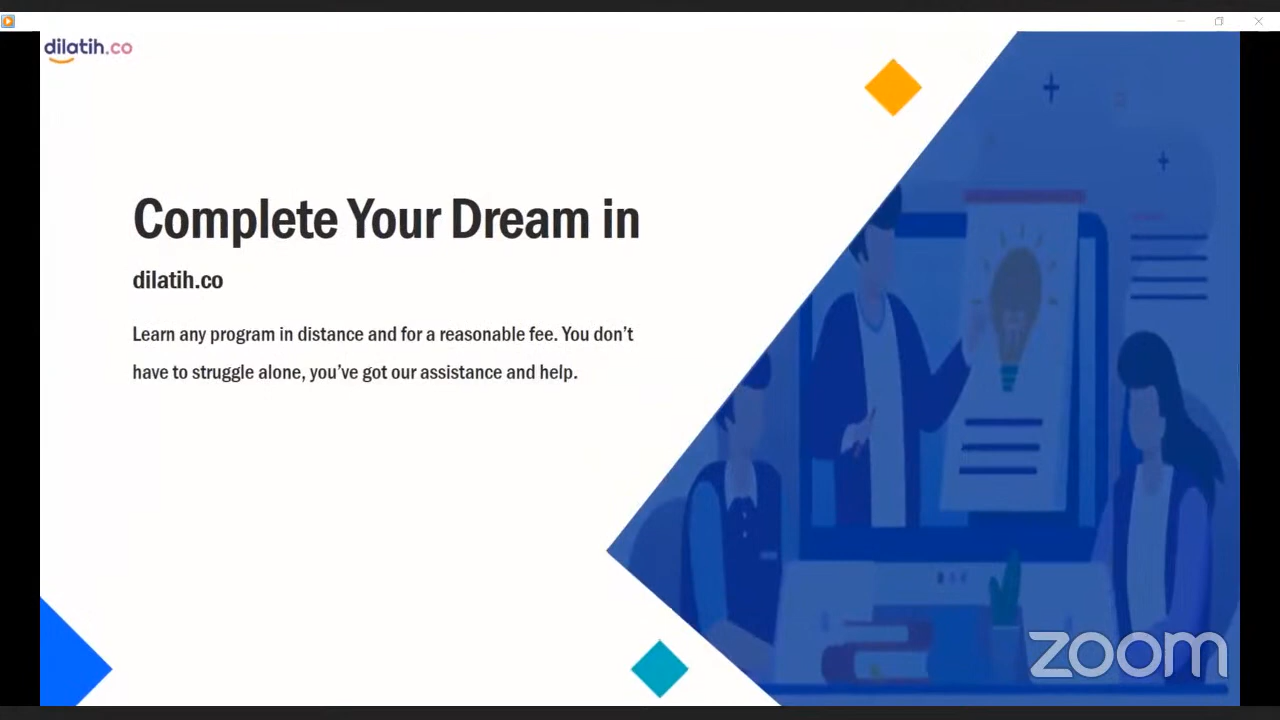 dilatih.co
Complete Your Dream in
dilatih.co
Learn any program in distance and for a reasonable fee. You don't
have to struggle alone, you've got our assistance and help.
zoom